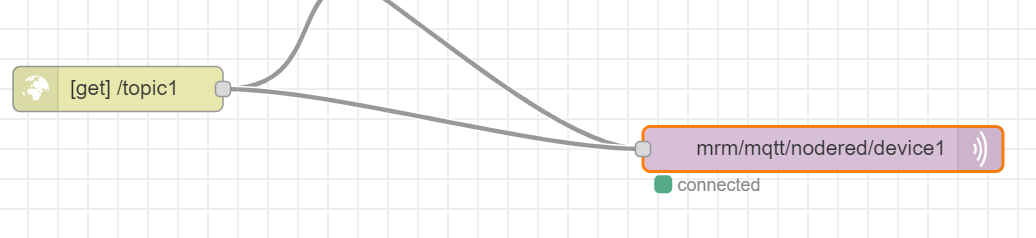 [get] /topic1
mrm/mqtt/nodered/device1
connected